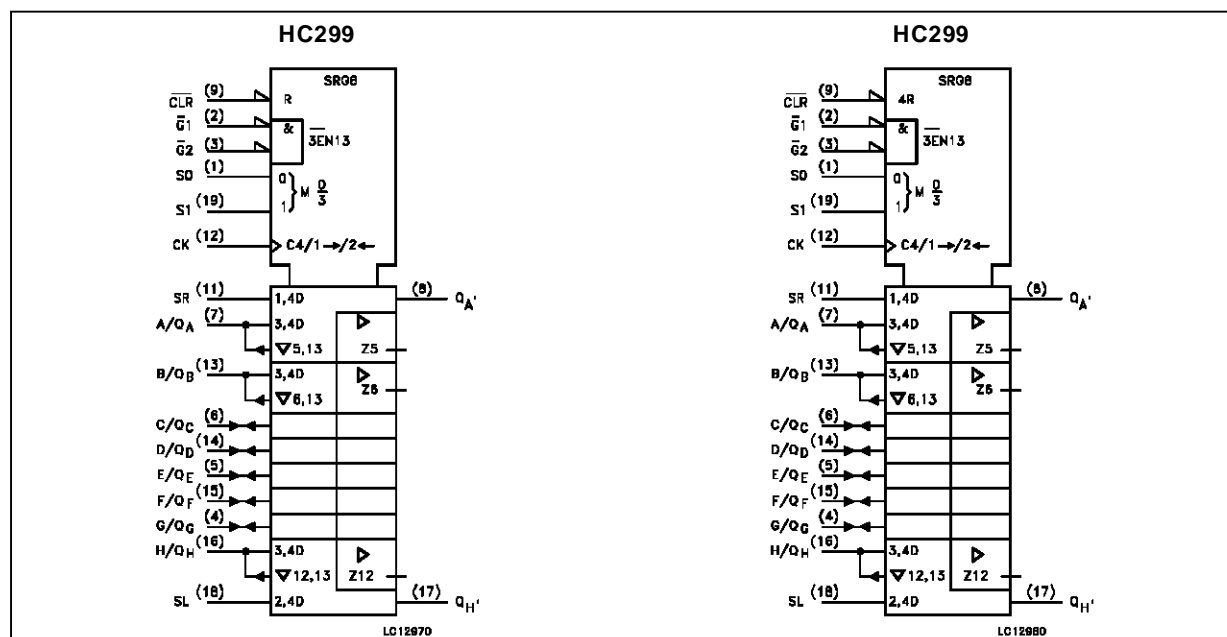 HC299
SRG8
CLR (9) R
G1 (2) &
3EN13
G2 (3)
S0 (1) 0
M 0/3
S1 (19) 1
CK (12) C4/1 →/2←
SR (11) 1,4D (8) QA'
A/QA (7) 3,4D
5,13 Z5
B/QB (13) 3,4D
6,13 Z6
C/QC (6)
D/QD (14)
E/QE (5)
F/QF (15)
G/QG (4)
H/QH (16) 3,4D
12,13 Z12
SL (18) 2,4D (17) QH'
LC12970
HC299
SRG8
CLR (9) 4R
G1 (2) &
3EN13
G2 (3)
S0 (1) 0
M 0/3
S1 (19) 1
CK (12) C4/1 →/2←
SR (11) 1,4D (8) QA'
A/QA (7) 3,4D
5,13 Z5
B/QB (13) 3,4D
6,13 Z6
C/QC (6)
D/QD (14)
E/QE (5)
F/QF (15)
G/QG (4)
H/QH (16) 3,4D
12,13 Z12
SL (18) 2,4D (17) QH'
LC12980